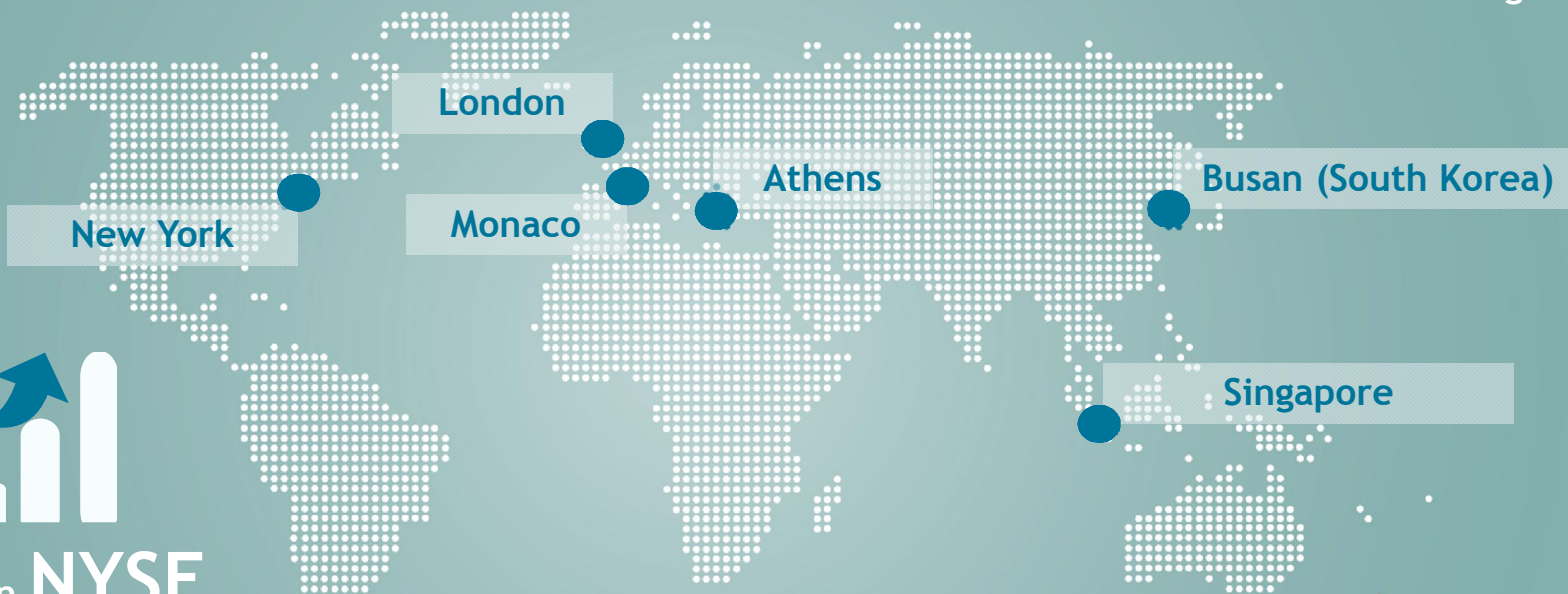 London
Athens
Busan (South Korea)
New York
Monaco
Singapore
NYSE